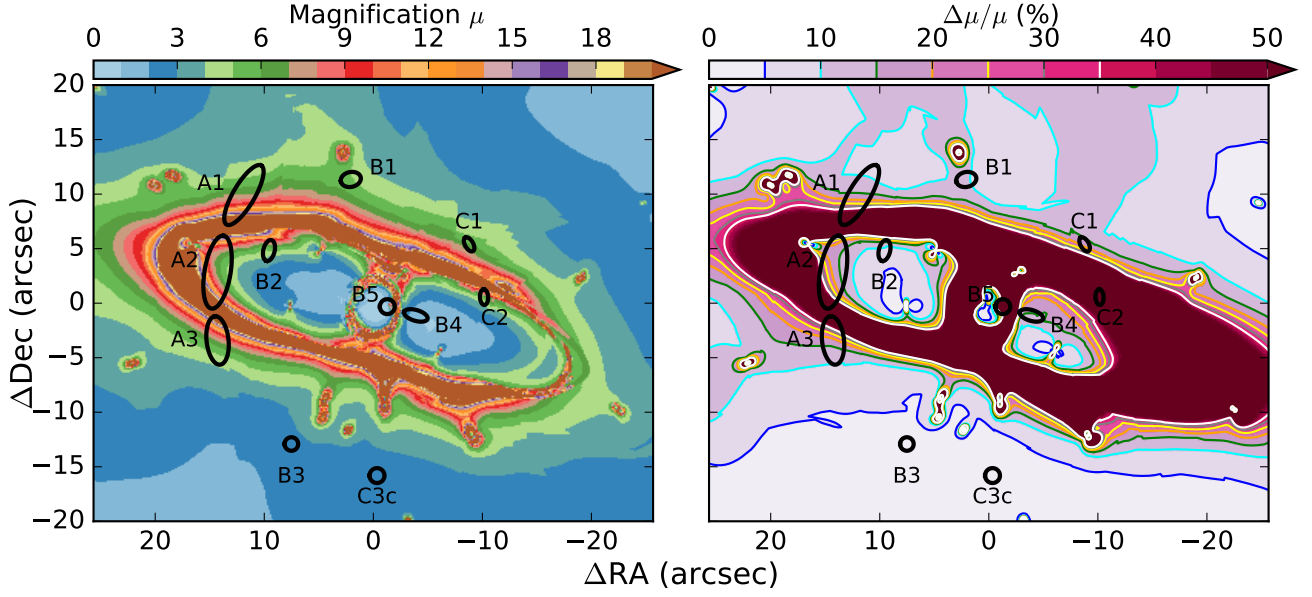 Magnification μ
0 3 6 9 12 15 18
Δμ/μ (%)
0 10 20 30 40 50
ΔDec (arcsec)
20
15
10
5
0
−5
−10
−15
−20
A1
B1
C1
A2
B2
B5
B4
C2
A3
B3
C3c
20 10 0 −10 −20
A1
B1
C1
A2
B2
B5
B4
C2
A3
B3
C3c
20 10 0 −10 −20
ΔRA (arcsec)